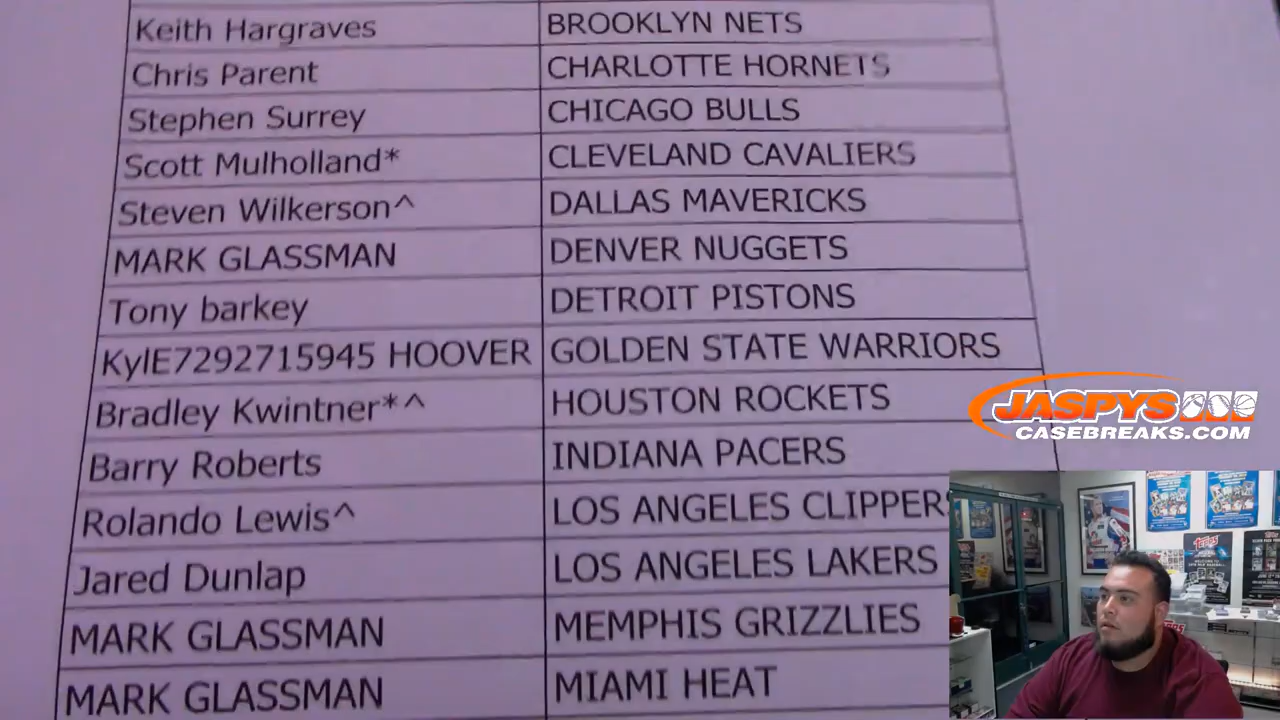 Keith Hargraves BROOKLYN NETS
Chris Parent CHARLOTTE HORNETS
Stephen Surrey CHICAGO BULLS
Scott Mulholland* CLEVELAND CAVALIERS
Steven Wilkerson^ DALLAS MAVERICKS
MARK GLASSMAN DENVER NUGGETS
Tony barkey DETROIT PISTONS
KylE7292715945 HOOVER GOLDEN STATE WARRIORS
Bradley Kwintner*^ HOUSTON ROCKETS
Barry Roberts INDIANA PACERS
Rolando Lewis^ LOS ANGELES CLIPPERS
Jared Dunlap LOS ANGELES LAKERS
MARK GLASSMAN MEMPHIS GRIZZLIES
MARK GLASSMAN MIAMI HEAT
JASPYS
CASEBREAKS.COM
TOPPS